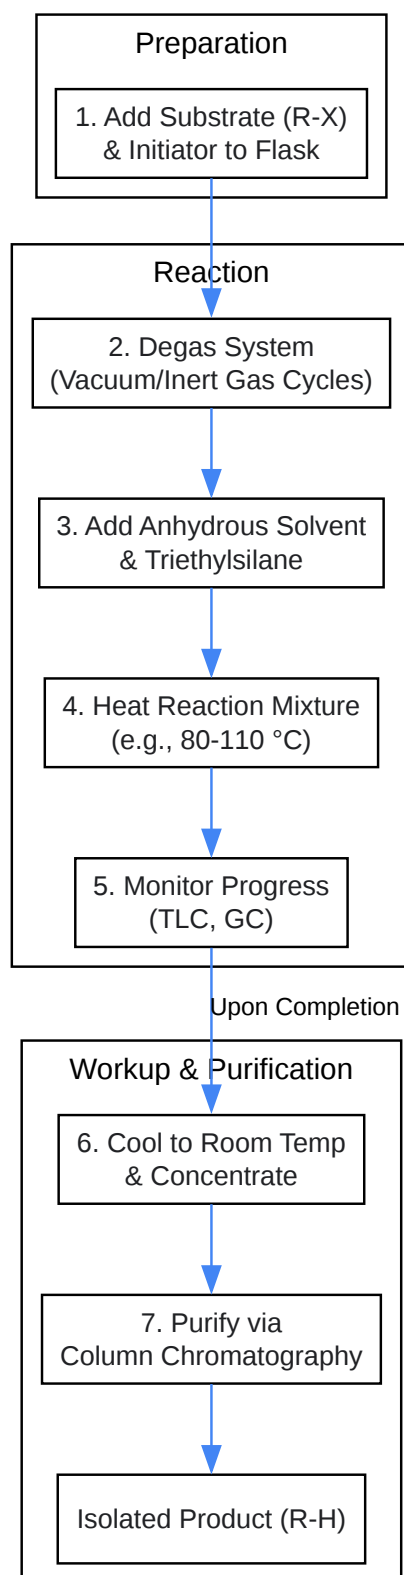 Preparation
1. Add Substrate (R-X)
& Initiator to Flask
Reaction
2. Degas System
(Vacuum/Inert Gas Cycles)
3. Add Anhydrous Solvent
& Triethylsilane
4. Heat Reaction Mixture
(e.g., 80-110 °C)
5. Monitor Progress
(TLC, GC)
Upon Completion
Workup & Purification
6. Cool to Room Temp
& Concentrate
7. Purify via
Column Chromatography
Isolated Product (R-H)